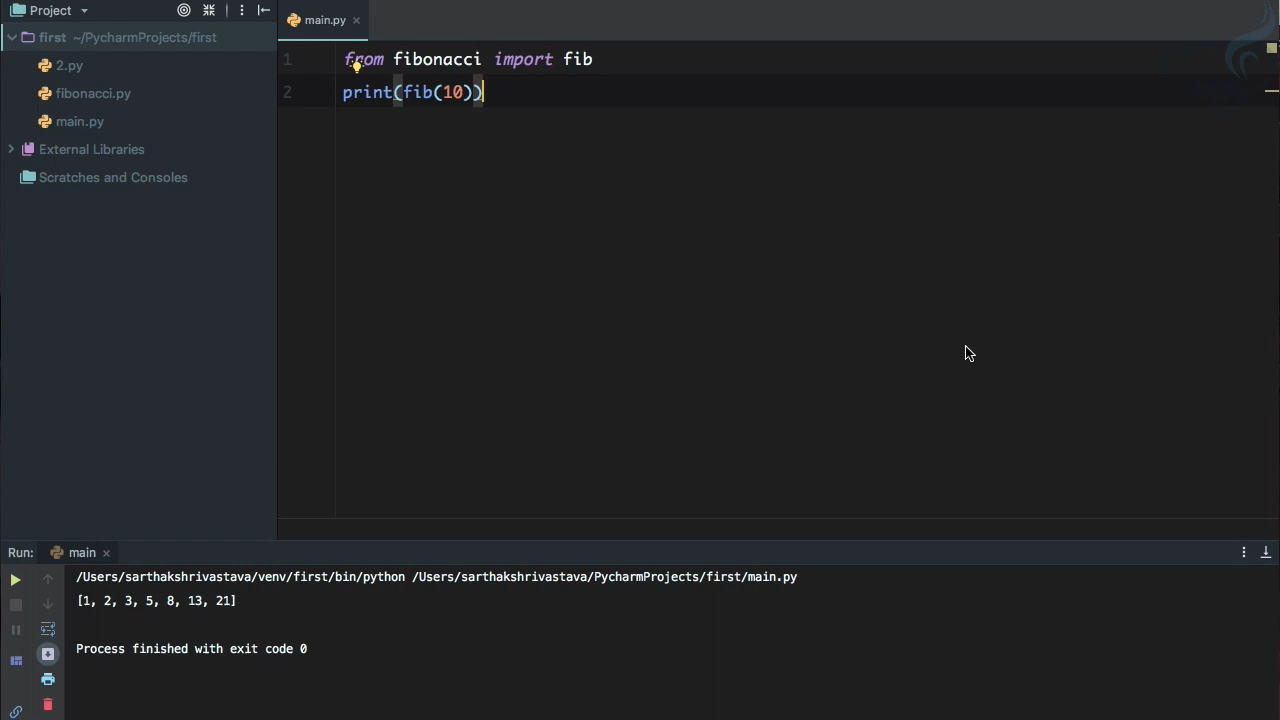 Project
main.py
first ~/PycharmProjects/first
2.py
fibonacci.py
main.py
External Libraries
Scratches and Consoles
1 from fibonacci import fib
2 print(fib(10))
Run: main
/Users/sarthakshrivastava/venv/first/bin/python /Users/sarthakshrivastava/PycharmProjects/first/main.py
[1, 2, 3, 5, 8, 13, 21]
Process finished with exit code 0